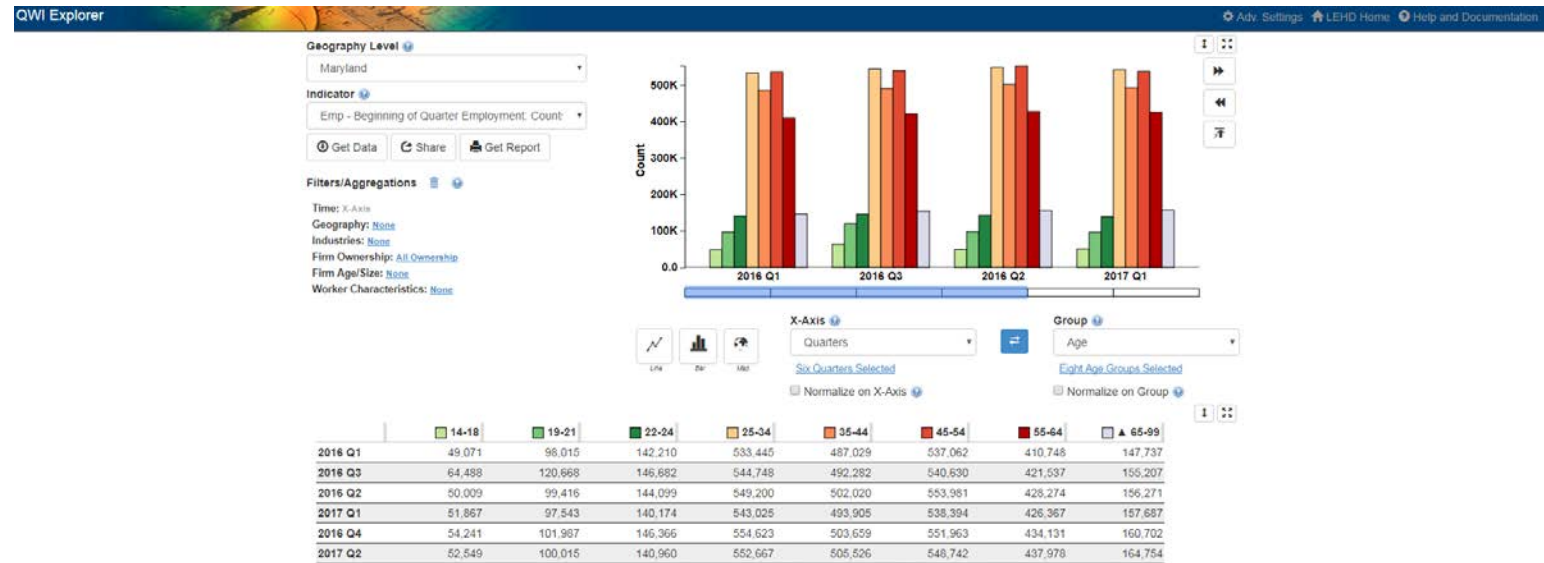 QWI Explorer
Adv. Settings LEHD Home Help and Documentation
Geography Level
Maryland
Indicator
Emp - Beginning of Quarter Employment: Count
Get Data Share Get Report
Filters/Aggregations
Time: X-Axis
Geography: None
Industries: None
Firm Ownership: All Ownership
Firm Age/Size: None
Worker Characteristics: None
Count
500K
400K
300K
200K
100K
0.0
2016 Q1 2016 Q3 2016 Q2 2017 Q1
Line Bar Map
X-Axis
Quarters
Six Quarters Selected
Normalize on X-Axis
Group
Age
Eight Age Groups Selected
Normalize on Group
14-18 19-21 22-24 25-34 35-44 45-54 55-64 ▲ 65-99
2016 Q1 49,071 98,015 142,210 533,445 487,029 537,062 410,748 147,737
2016 Q3 64,488 120,668 146,682 544,748 492,282 540,630 421,537 155,207
2016 Q2 50,009 99,416 144,099 549,200 502,020 553,981 428,274 156,271
2017 Q1 51,867 97,543 140,174 543,025 493,905 538,394 426,367 157,687
2016 Q4 54,241 101,987 146,366 554,623 503,659 551,963 434,131 160,702
2017 Q2 52,549 100,015 140,960 552,667 505,526 548,742 437,978 164,754